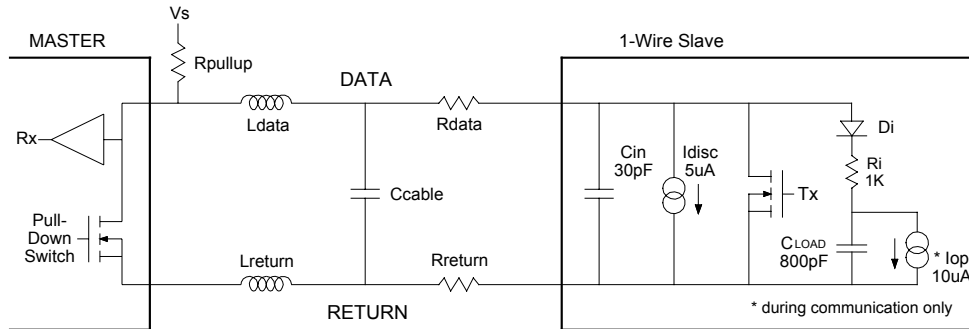 Vs
MASTER
1-Wire Slave
Rpullup
DATA
Ldata
Rdata
Rx
Di
Cin
30pF
Idisc
5uA
Ri
1K
Ccable
Tx
Pull-
Down
Switch
Lreturn
Rreturn
CLOAD
800pF
* Iop
10uA
RETURN
* during communication only